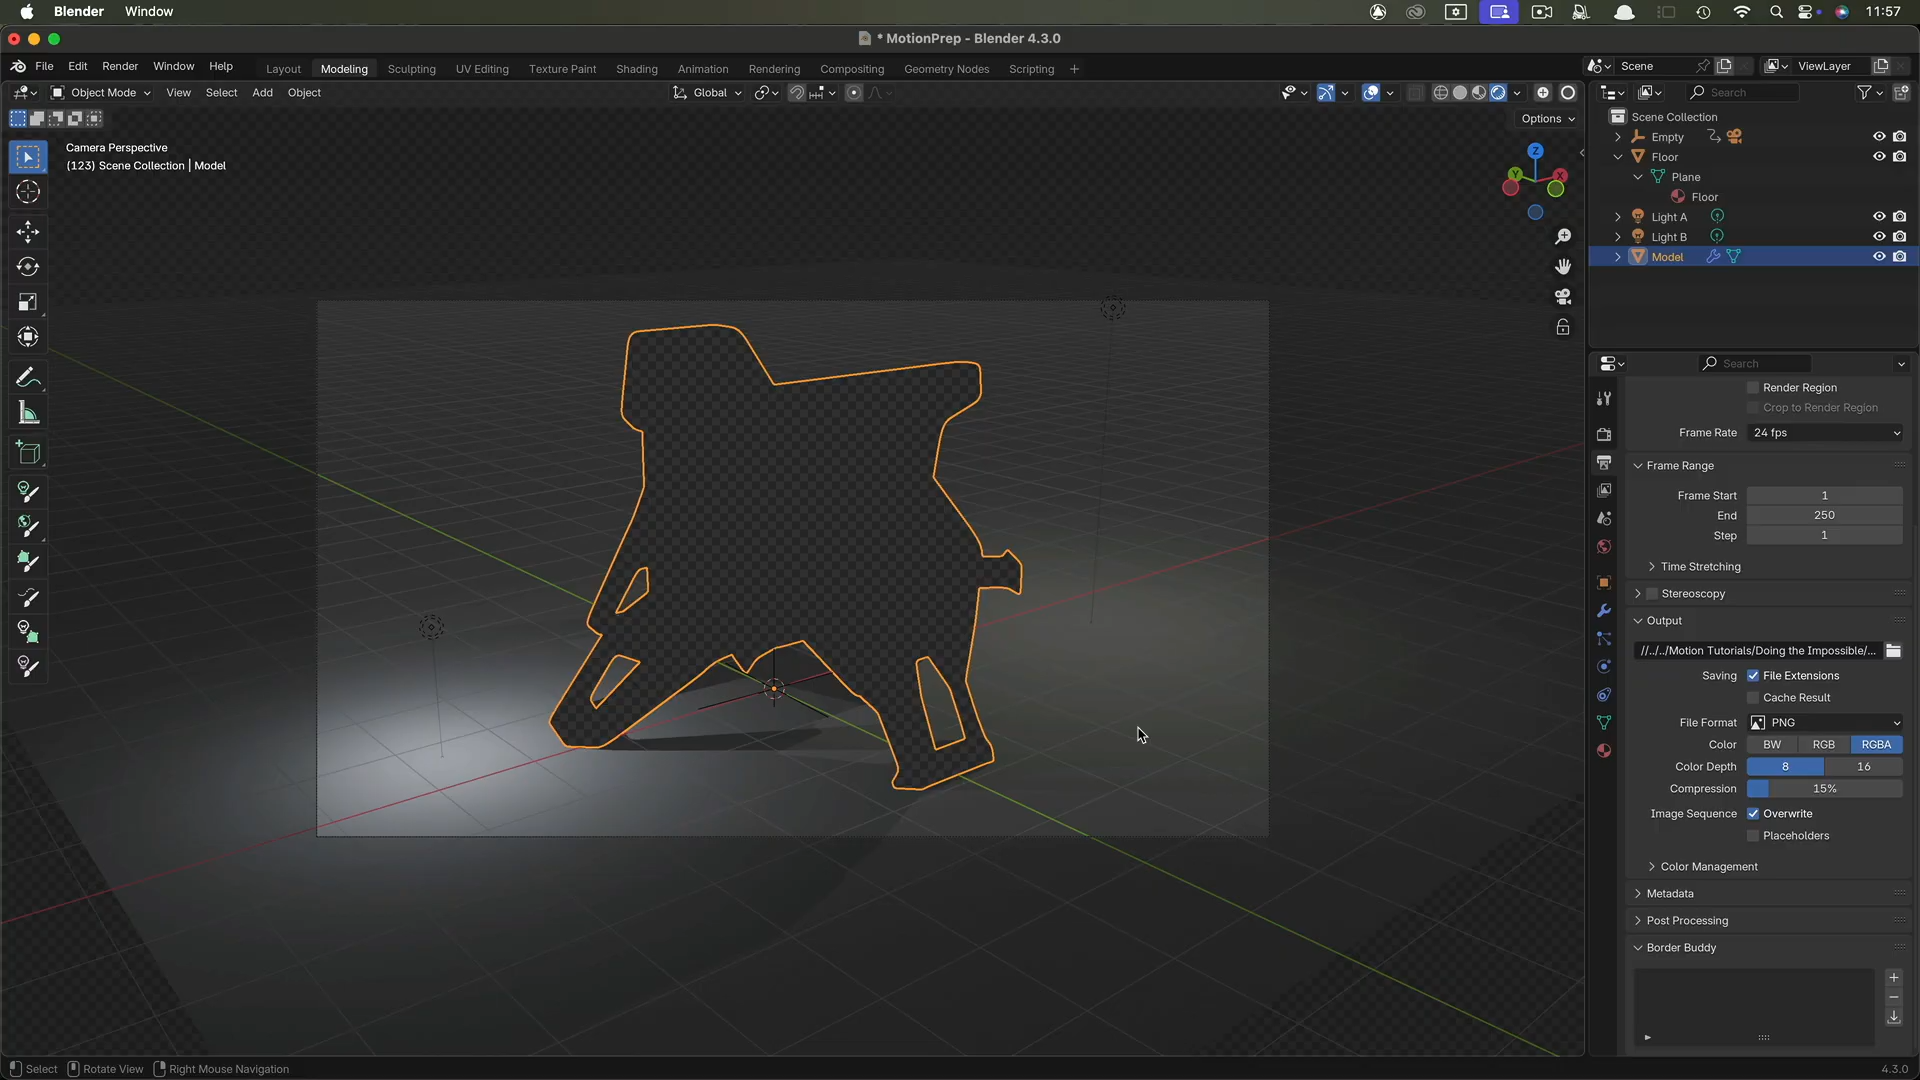 Blender Window 11:57
* MotionPrep - Blender 4.3.0
File Edit Render Window Help Layout Modeling Sculpting UV Editing Texture Paint Shading Animation Rendering Compositing Geometry Nodes Scripting + Scene ViewLayer
Object Mode View Select Add Object Global Search
Options
Camera Perspective
(123) Scene Collection | Model
Z
Y
X
Scene Collection
Empty
Floor
Plane
Floor
Light A
Light B
Model
Search
Render Region
Crop to Render Region
Frame Rate 24 fps
Frame Range
Frame Start 1
End 250
Step 1
Time Stretching
Stereoscopy
Output
//../../Motion Tutorials/Doing the Impossible/...
Saving File Extensions
Cache Result
File Format PNG
Color BW RGB RGBA
Color Depth 8 16
Compression 15%
Image Sequence Overwrite
Placeholders
Color Management
Metadata
Post Processing
Border Buddy
Select Rotate View Right Mouse Navigation 4.3.0